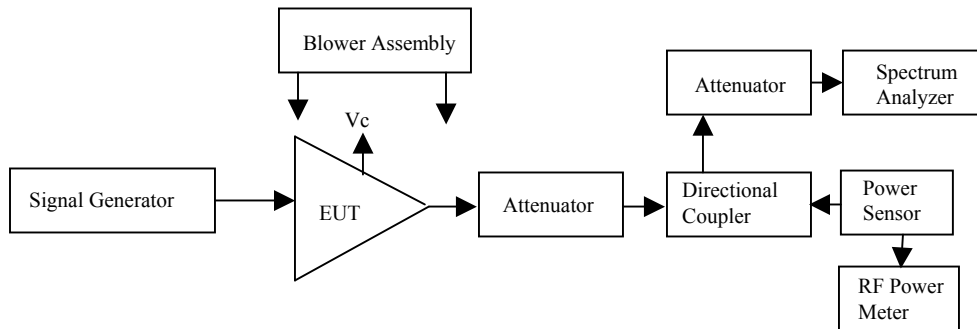 Blower Assembly
Vc
Signal Generator
EUT
Attenuator
Directional
Coupler
Attenuator
Spectrum
Analyzer
Power
Sensor
RF Power
Meter